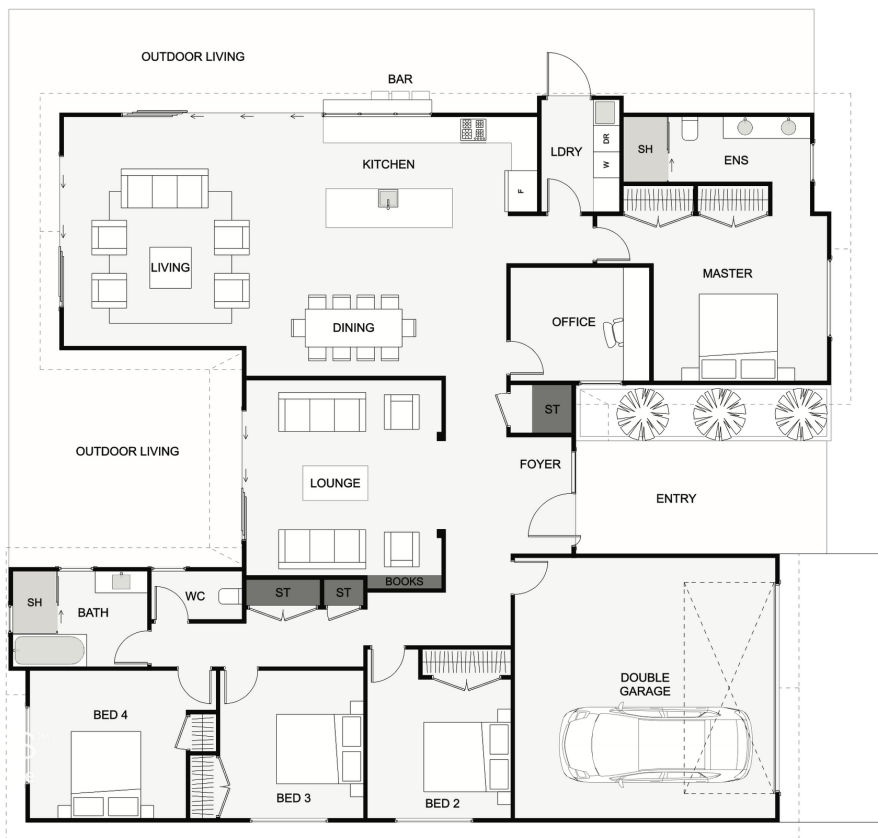 OUTDOOR LIVING
BAR
KITCHEN
LDRY
DR
W
F
SH
ENS
LIVING
MASTER
DINING
OFFICE
ST
OUTDOOR LIVING
LOUNGE
FOYER
ENTRY
BOOKS
SH
BATH
WC
ST
ST
DOUBLE
GARAGE
BED 4
BED 3
BED 2